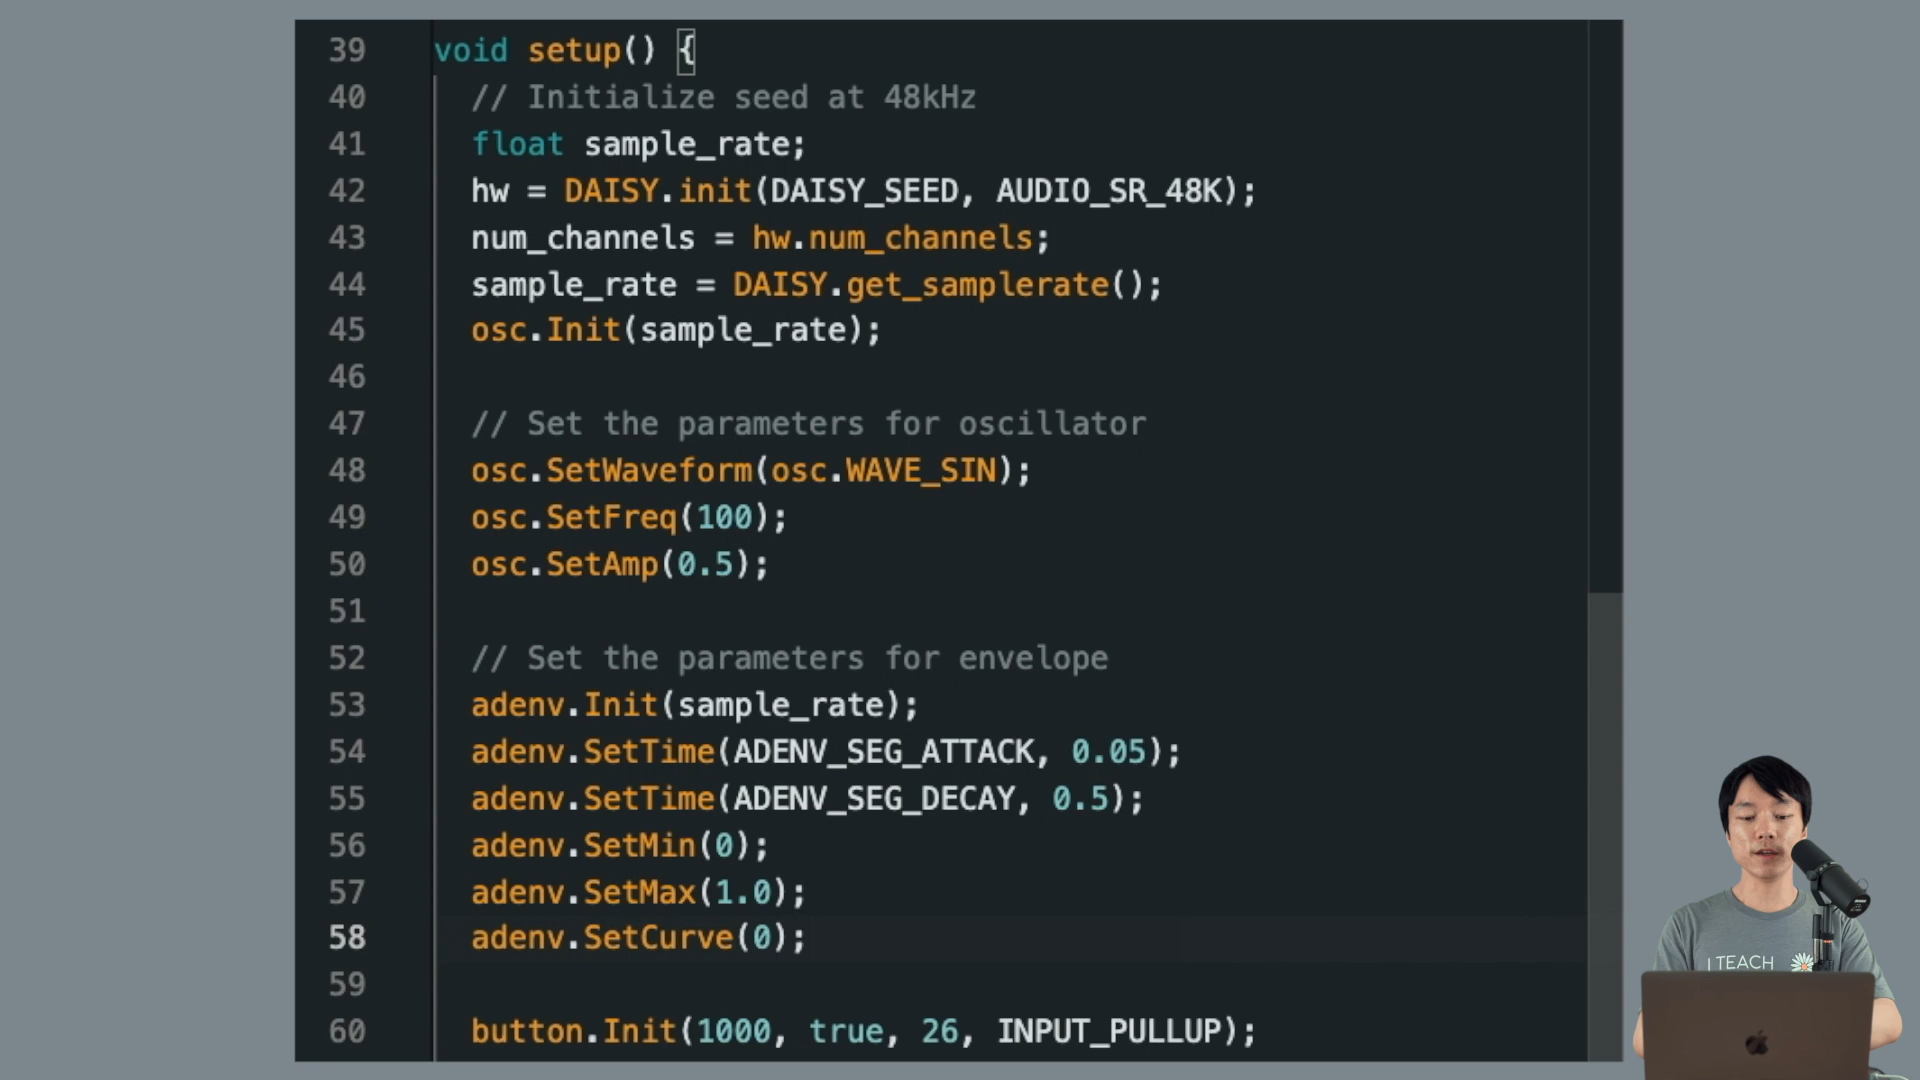 39 void setup() {
40 // Initialize seed at 48kHz
41 float sample_rate;
42 hw = DAISY.init(DAISY_SEED, AUDIO_SR_48K);
43 num_channels = hw.num_channels;
44 sample_rate = DAISY.get_samplerate();
45 osc.Init(sample_rate);
46
47 // Set the parameters for oscillator
48 osc.SetWaveform(osc.WAVE_SIN);
49 osc.SetFreq(100);
50 osc.SetAmp(0.5);
51
52 // Set the parameters for envelope
53 adenv.Init(sample_rate);
54 adenv.SetTime(ADENV_SEG_ATTACK, 0.05);
55 adenv.SetTime(ADENV_SEG_DECAY, 0.5);
56 adenv.SetMin(0);
57 adenv.SetMax(1.0);
58 adenv.SetCurve(0);
59
60 button.Init(1000, true, 26, INPUT_PULLUP);
I TEACH